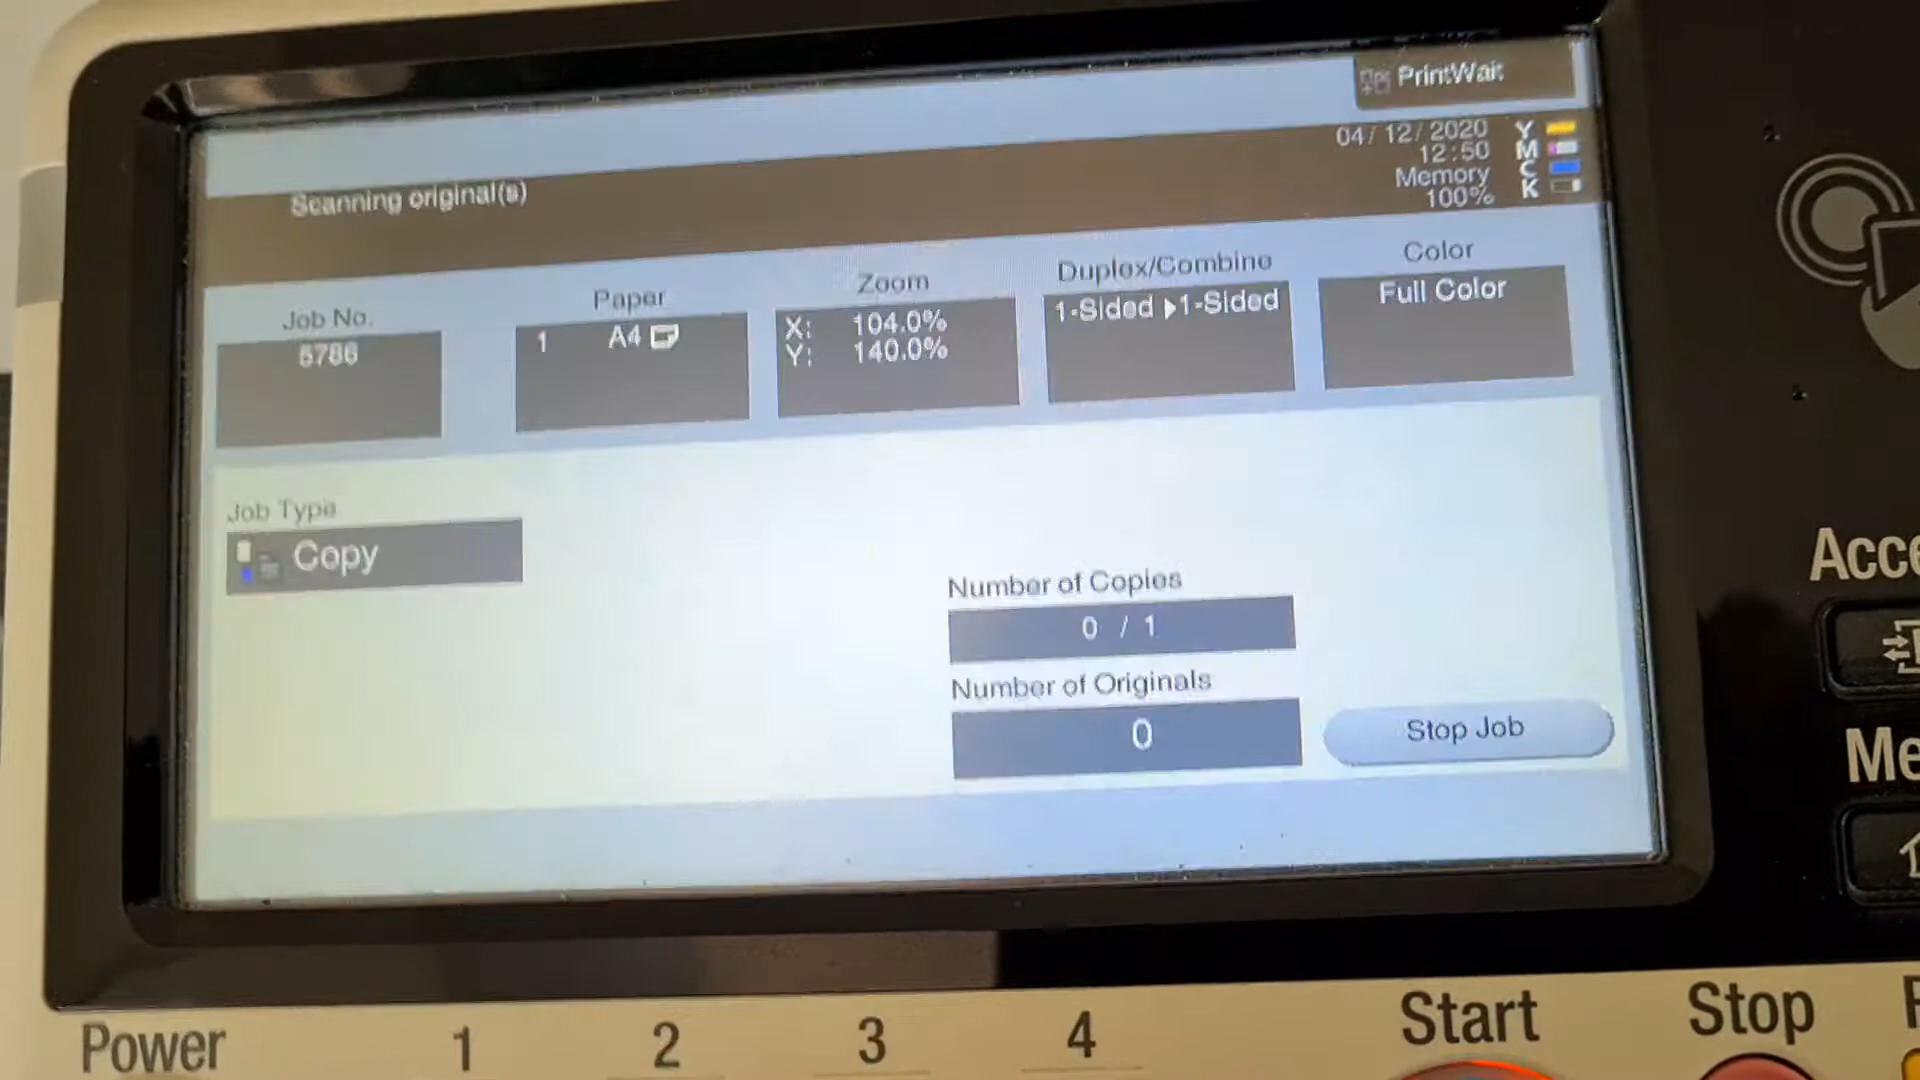 PrintWait
04/12/2020
12:50
Memory
100%
Y
M
C
K
Scanning original(s)
Job No.
5786
Paper
1 A4
Zoom
X: 104.0%
Y: 140.0%
Duplex/Combine
1-Sided ▶1-Sided
Color
Full Color
Job Type
Copy
Number of Copies
0 / 1
Number of Originals
0
Stop Job
Acce
Me
Power 1 2 3 4 Start Stop